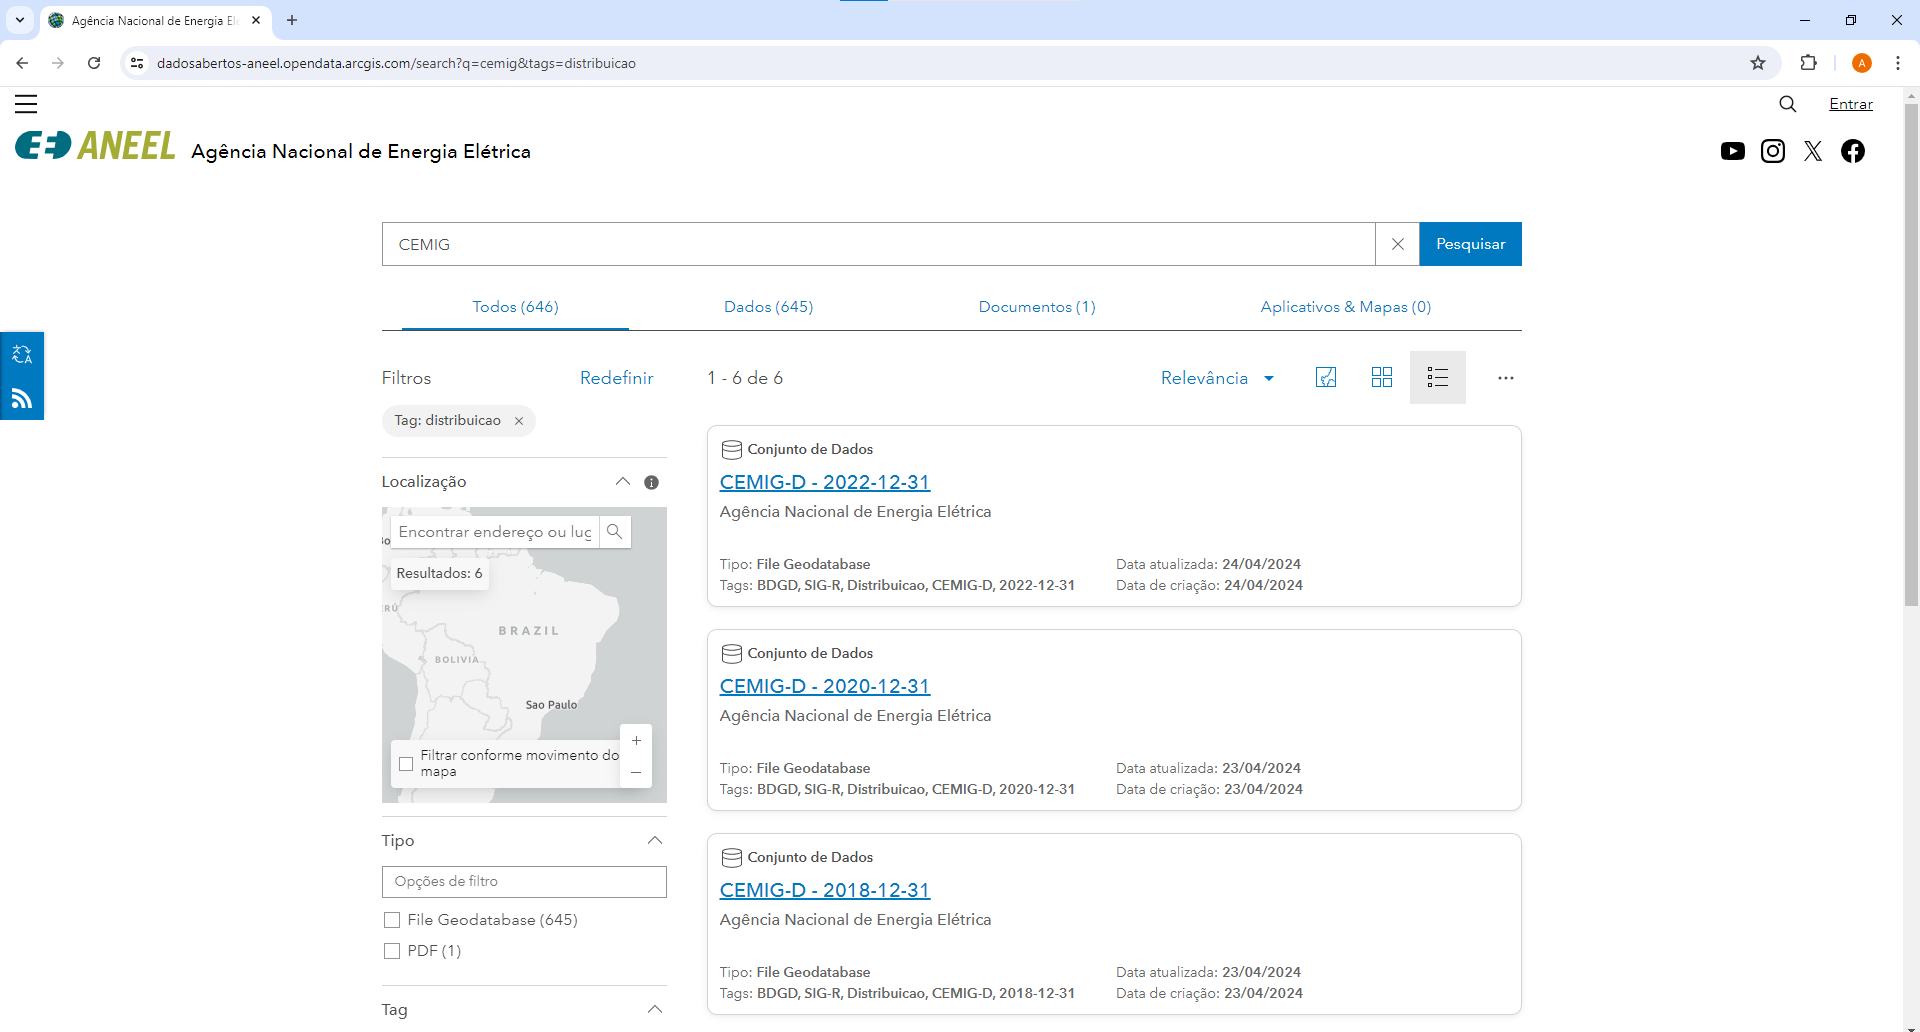 Agência Nacional de Energia El
dadosabertos-aneel.opendata.arcgis.com/search?q=cemig&tags=distribuicao
A
Entrar
ANEEL Agência Nacional de Energia Elétrica
CEMIG
Pesquisar
Todos (646) Dados (645) Documentos (1) Aplicativos & Mapas (0)
Filtros Redefinir
1 - 6 de 6 Relevância
Tag: distribuicao
Localização
Encontrar endereço ou lug
Resultados: 6
Bo
ERÚ
BRAZIL
BOLIVIA
Sao Paulo
Filtrar conforme movimento do
mapa
+
−
Tipo
Opções de filtro
File Geodatabase (645)
PDF (1)
Tag
Conjunto de Dados
CEMIG-D - 2022-12-31
Agência Nacional de Energia Elétrica
Tipo: File Geodatabase Data atualizada: 24/04/2024
Tags: BDGD, SIG-R, Distribuicao, CEMIG-D, 2022-12-31 Data de criação: 24/04/2024
Conjunto de Dados
CEMIG-D - 2020-12-31
Agência Nacional de Energia Elétrica
Tipo: File Geodatabase Data atualizada: 23/04/2024
Tags: BDGD, SIG-R, Distribuicao, CEMIG-D, 2020-12-31 Data de criação: 23/04/2024
Conjunto de Dados
CEMIG-D - 2018-12-31
Agência Nacional de Energia Elétrica
Tipo: File Geodatabase Data atualizada: 23/04/2024
Tags: BDGD, SIG-R, Distribuicao, CEMIG-D, 2018-12-31 Data de criação: 23/04/2024